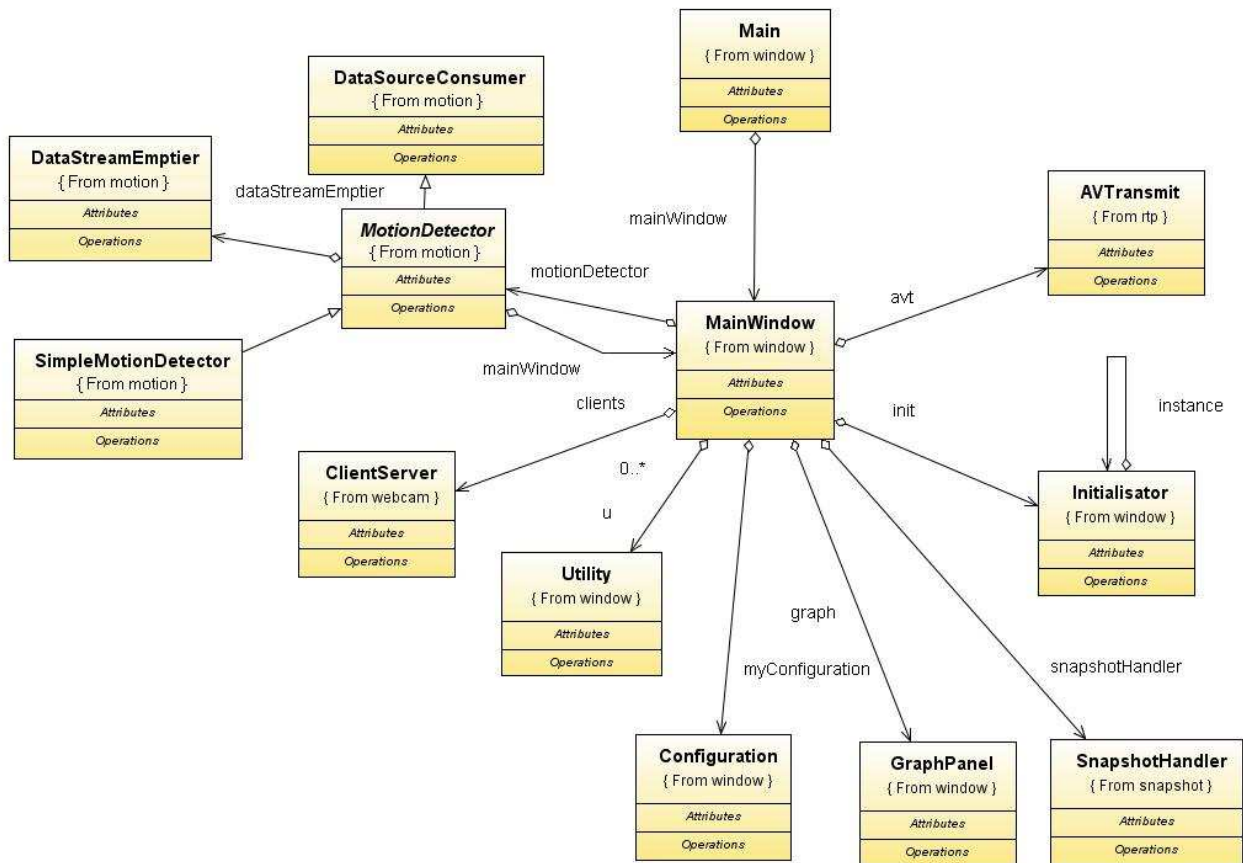 Main
{ From window }
Attributes
Operations
DataSourceConsumer
{ From motion }
Attributes
Operations
DataStreamEmptier
{ From motion }
Attributes
Operations
dataStreamEmptier
MotionDetector
{ From motion }
Attributes
Operations
mainWindow
AVTransmit
{ From rtp }
Attributes
Operations
motionDetector
avt
MainWindow
{ From window }
Attributes
Operations
SimpleMotionDetector
{ From motion }
Attributes
Operations
mainWindow
clients
init
instance
ClientServer
{ From webcam }
Attributes
Operations
0..*
u
Initialisator
{ From window }
Attributes
Operations
Utility
{ From window }
Attributes
Operations
graph
myConfiguration
snapshotHandler
Configuration
{ From window }
Attributes
Operations
GraphPanel
{ From window }
Attributes
Operations
SnapshotHandler
{ From snapshot }
Attributes
Operations